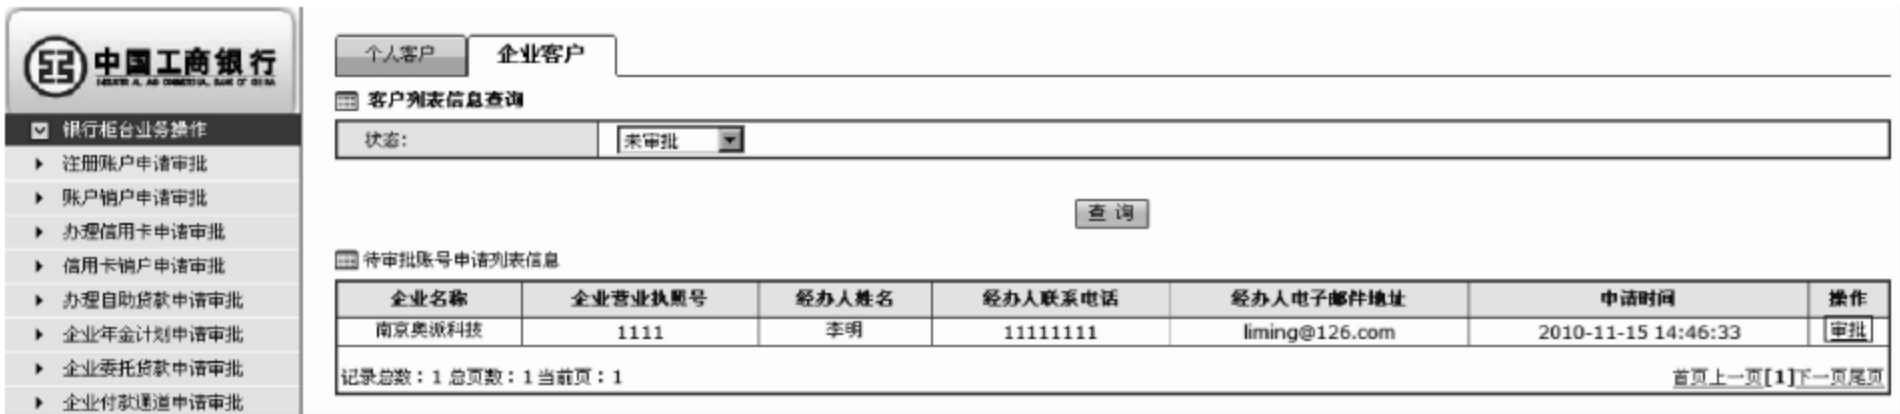 中国工商银行
INDUSTRIAL AND COMMERCIAL BANK OF CHINA
银行柜台业务操作
注册账户申请审批
账户销户申请审批
办理信用卡申请审批
信用卡销户申请审批
办理自助贷款申请审批
企业年金计划申请审批
企业委托贷款申请审批
企业付款通道申请审批
个人客户 企业客户
客户列表信息查询
状态: 未审批
查 询
待审批账号申请列表信息
企业名称 企业营业执照号 经办人姓名 经办人联系电话 经办人电子邮件地址 申请时间 操作
南京奥派科技 1111 李明 11111111 liming@126.com 2010-11-15 14:46:33 审批
记录总数：1 总页数：1 当前页：1 首页上一页[1]下一页尾页